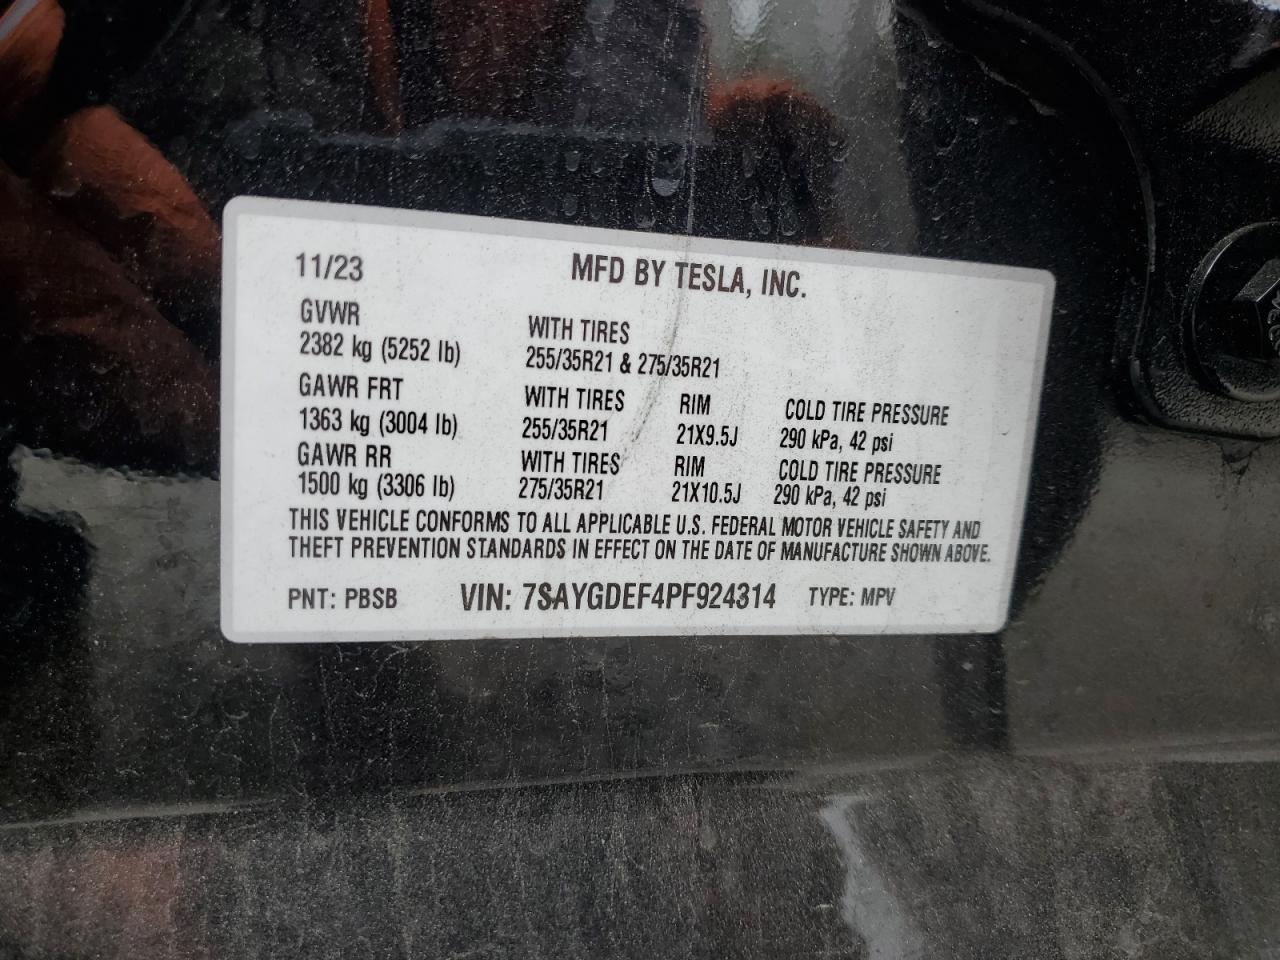 11/23 MFD BY TESLA, INC.
GVWR WITH TIRES
2382 kg (5252 lb) 255/35R21 & 275/35R21
GAWR FRT WITH TIRES RIM COLD TIRE PRESSURE
1363 kg (3004 lb) 255/35R21 21X9.5J 290 kPa, 42 psi
GAWR RR WITH TIRES RIM COLD TIRE PRESSURE
1500 kg (3306 lb) 275/35R21 21X10.5J 290 kPa, 42 psi
THIS VEHICLE CONFORMS TO ALL APPLICABLE U.S. FEDERAL MOTOR VEHICLE SAFETY AND
THEFT PREVENTION STANDARDS IN EFFECT ON THE DATE OF MANUFACTURE SHOWN ABOVE.
PNT: PBSB VIN: 7SAYGDEF4PF924314 TYPE: MPV